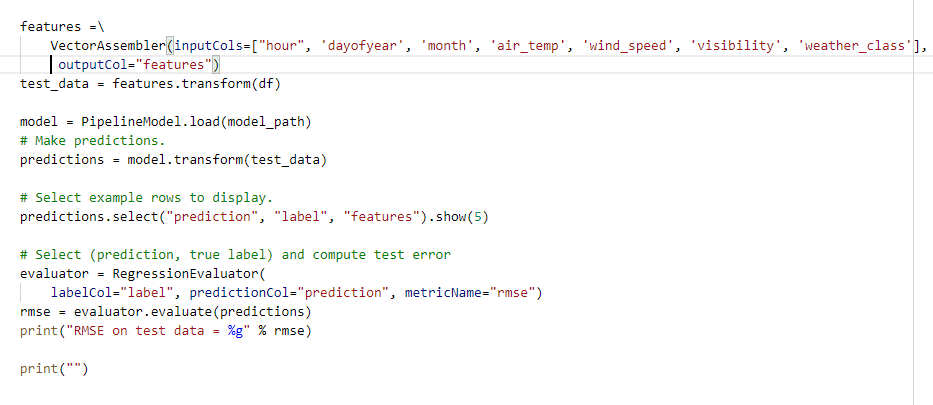 features =\
VectorAssembler(inputCols=["hour", 'dayofyear', 'month', 'air_temp', 'wind_speed', 'visibility', 'weather_class'],
outputCol="features")
test_data = features.transform(df)
model = PipelineModel.load(model_path)
# Make predictions.
predictions = model.transform(test_data)
# Select example rows to display.
predictions.select("prediction", "label", "features").show(5)
# Select (prediction, true label) and compute test error
evaluator = RegressionEvaluator(
labelCol="label", predictionCol="prediction", metricName="rmse")
rmse = evaluator.evaluate(predictions)
print("RMSE on test data = %g" % rmse)
print("")